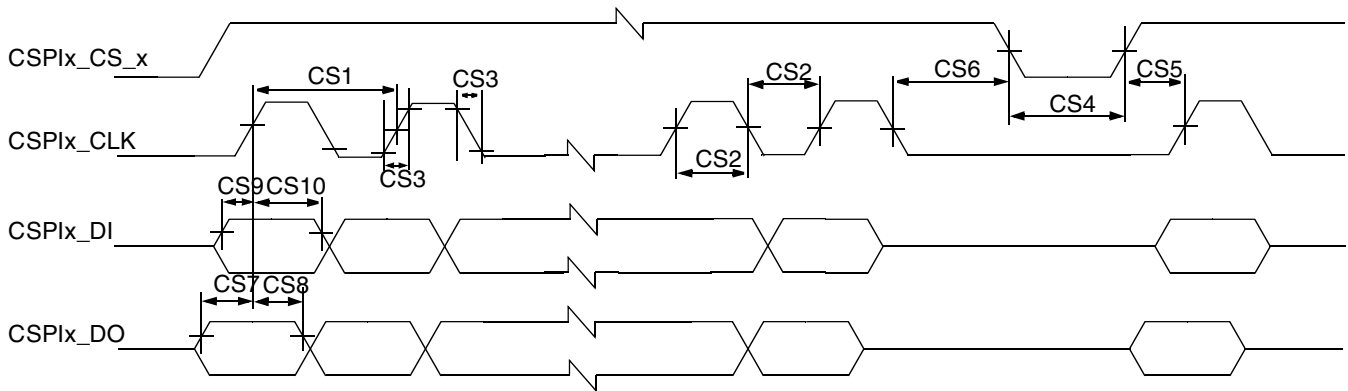 CSPIx_CS_x
CS1
CS3
CS2
CS6
CS5
CS4
CSPIx_CLK
CS3
CS2
CS9
CS10
CSPIx_DI
CS7
CS8
CSPIx_DO